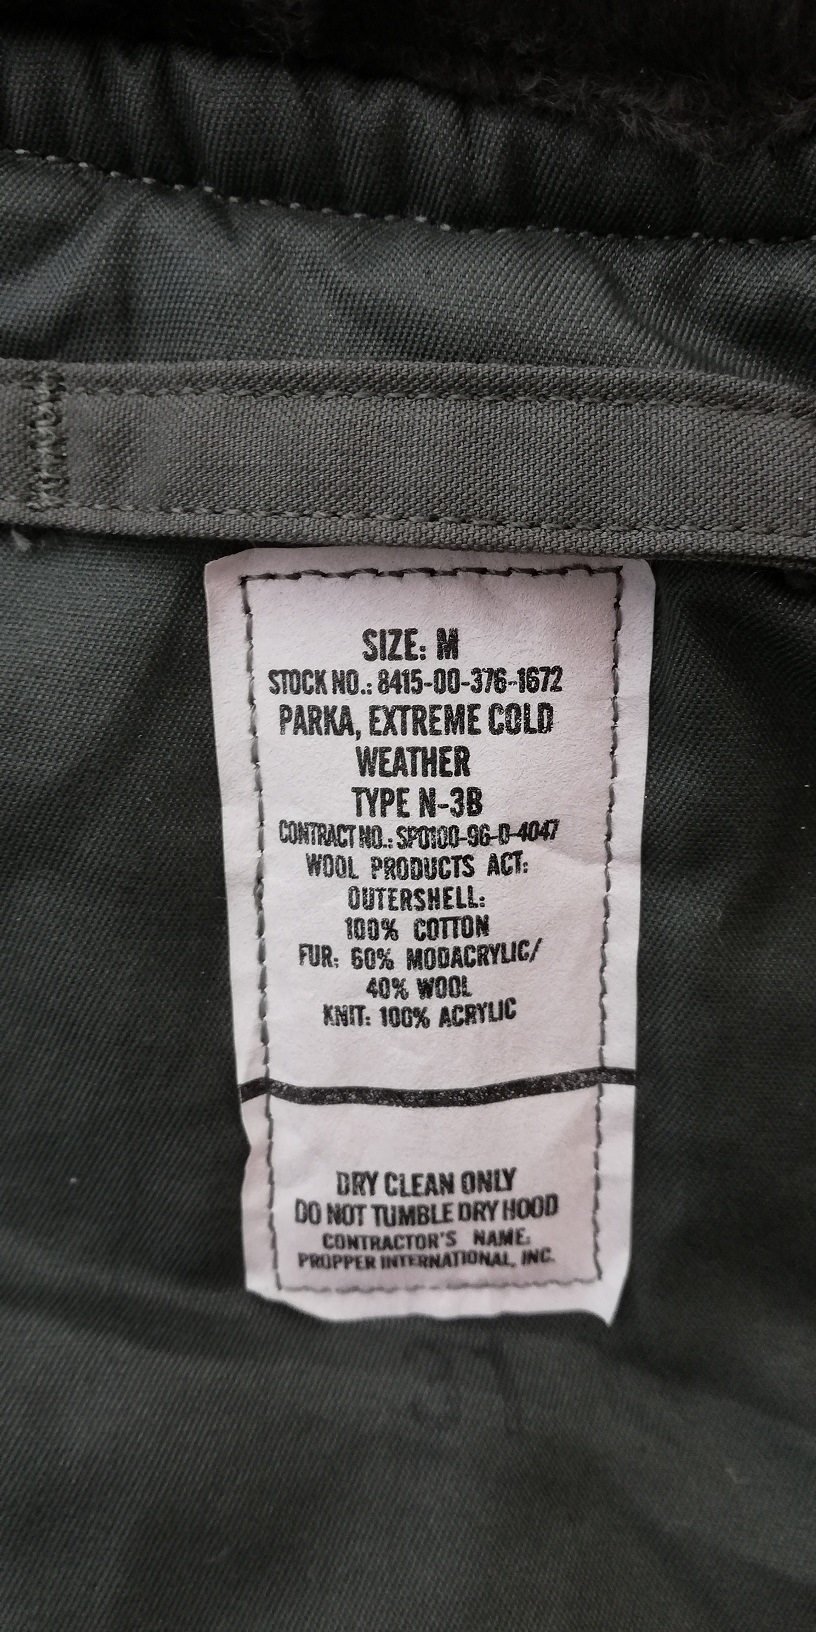 SIZE: M
STOCK NO.: 8415-00-376-1672
PARKA, EXTREME COLD
WEATHER
TYPE N-3B
CONTRACT NO.: SPO100-96-D-4047
WOOL PRODUCTS ACT:
OUTERSHELL:
100% COTTON
FUR: 60% MODACRYLIC/
40% WOOL
KNIT: 100% ACRYLIC
DRY CLEAN ONLY
DO NOT TUMBLE DRY HOOD
CONTRACTOR'S NAME:
PROPPER INTERNATIONAL, INC.